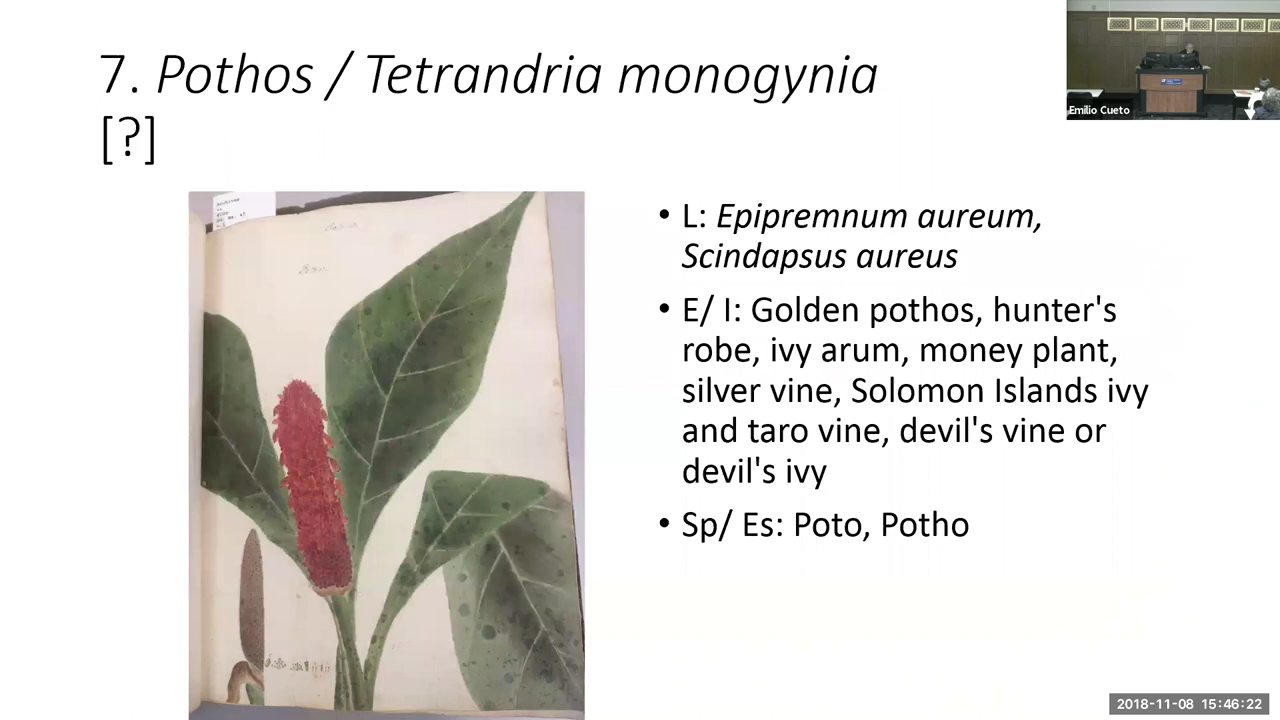 7. Pothos / Tetrandria monogynia
[?]
Emilio Cueto
• L: Epipremnum aureum,
Scindapsus aureus
• E/ I: Golden pothos, hunter's
robe, ivy arum, money plant,
silver vine, Solomon Islands ivy
and taro vine, devil's vine or
devil's ivy
• Sp/ Es: Poto, Potho
2018-11-08 15:46:22